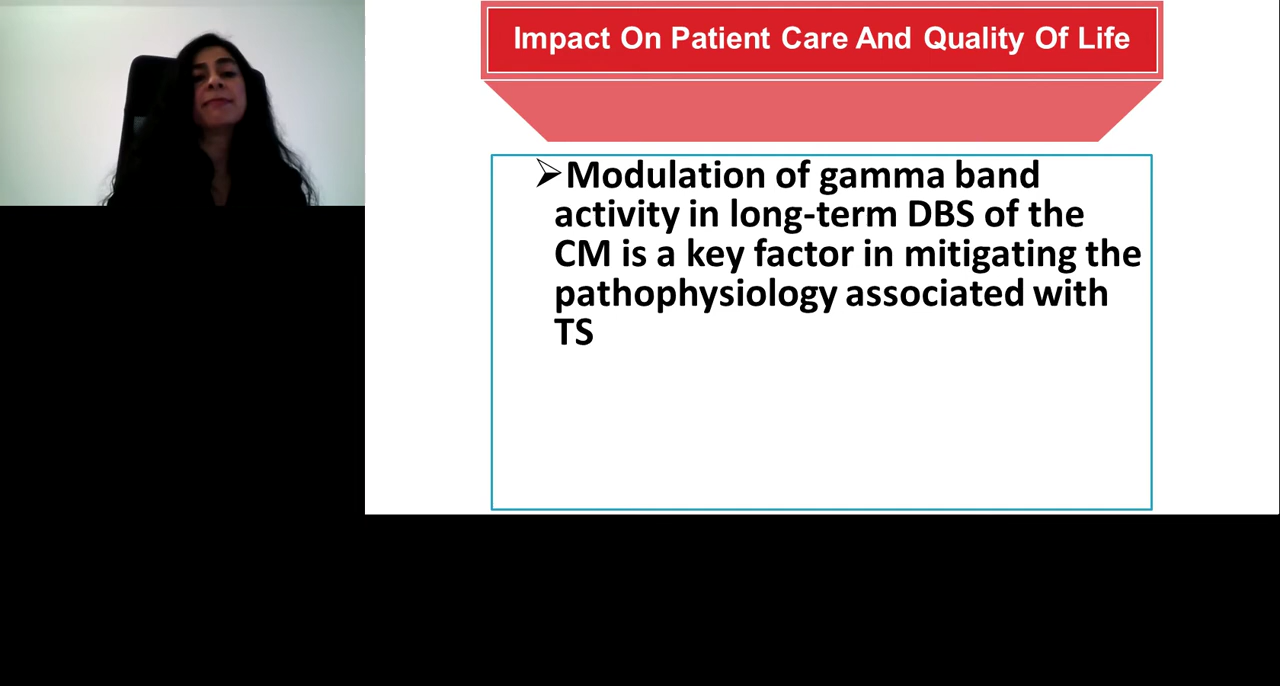 Impact On Patient Care And Quality Of Life
➢Modulation of gamma band
activity in long-term DBS of the
CM is a key factor in mitigating the
pathophysiology associated with
TS